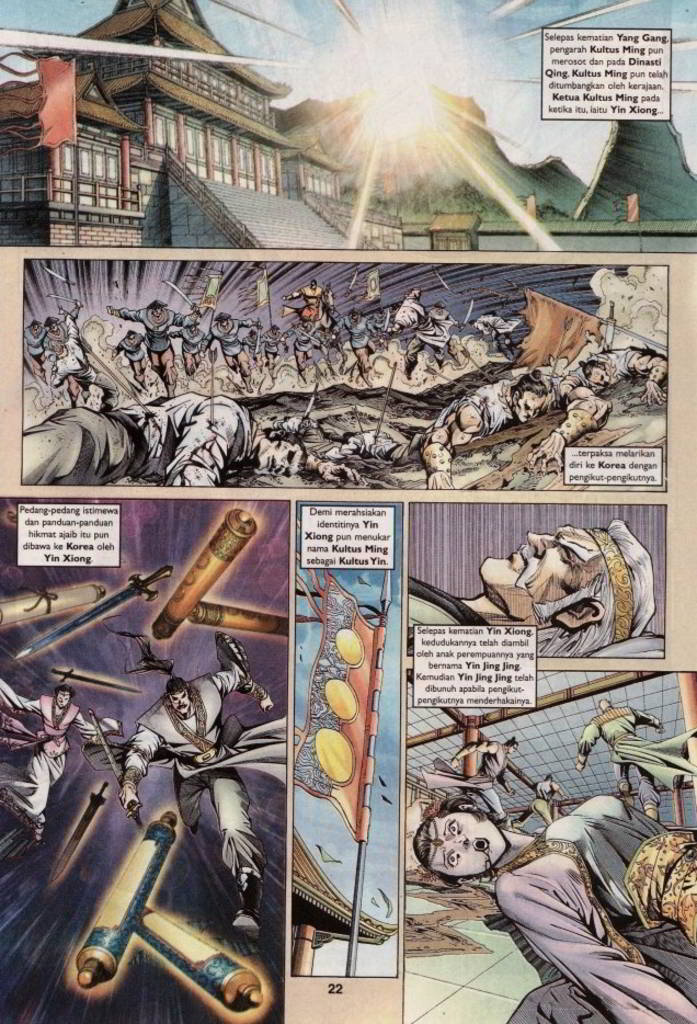 Selepas kematian Yang Gang,
pengarah Kultus Ming pun
merosot dan pada Dinasti
Qing, Kultus Ming pun telah
ditumbangkan oleh kerajaan.
Ketua Kultus Ming pada
ketika itu, iaitu Yin Xiong...
...terpaksa melarikan
diri ke Korea dengan
pengikut-pengikutnya.
Pedang-pedang istimewa
dan panduan-panduan
hikmat ajaib itu pun
dibawa ke Korea oleh
Yin Xiong.
Demi merahsiakan
identitinya Yin
Xiong pun menukar
nama Kultus Ming
sebagai Kultus Yin.
Selepas kematian Yin Xiong,
kedudukannya telah diambil
oleh anak perempuannya yang
bernama Yin Jing Jing.
Kemudian Yin Jing Jing telah
dibunuh apabila pengikut-
pengikutnya menderhakainya.
22